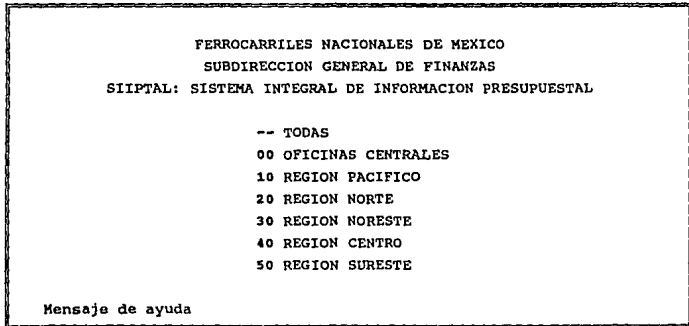 FERROCARRILES NACIONALES DE MEXICO
SUBDIRECCION GENERAL DE FINANZAS
SIIPTAL: SISTEMA INTEGRAL DE INFORMACION PRESUPUESTAL
-- TODAS
00 OFICINAS CENTRALES
10 REGION PACIFICO
20 REGION NORTE
30 REGION NORESTE
40 REGION CENTRO
50 REGION SURESTE
Mensaje de ayuda